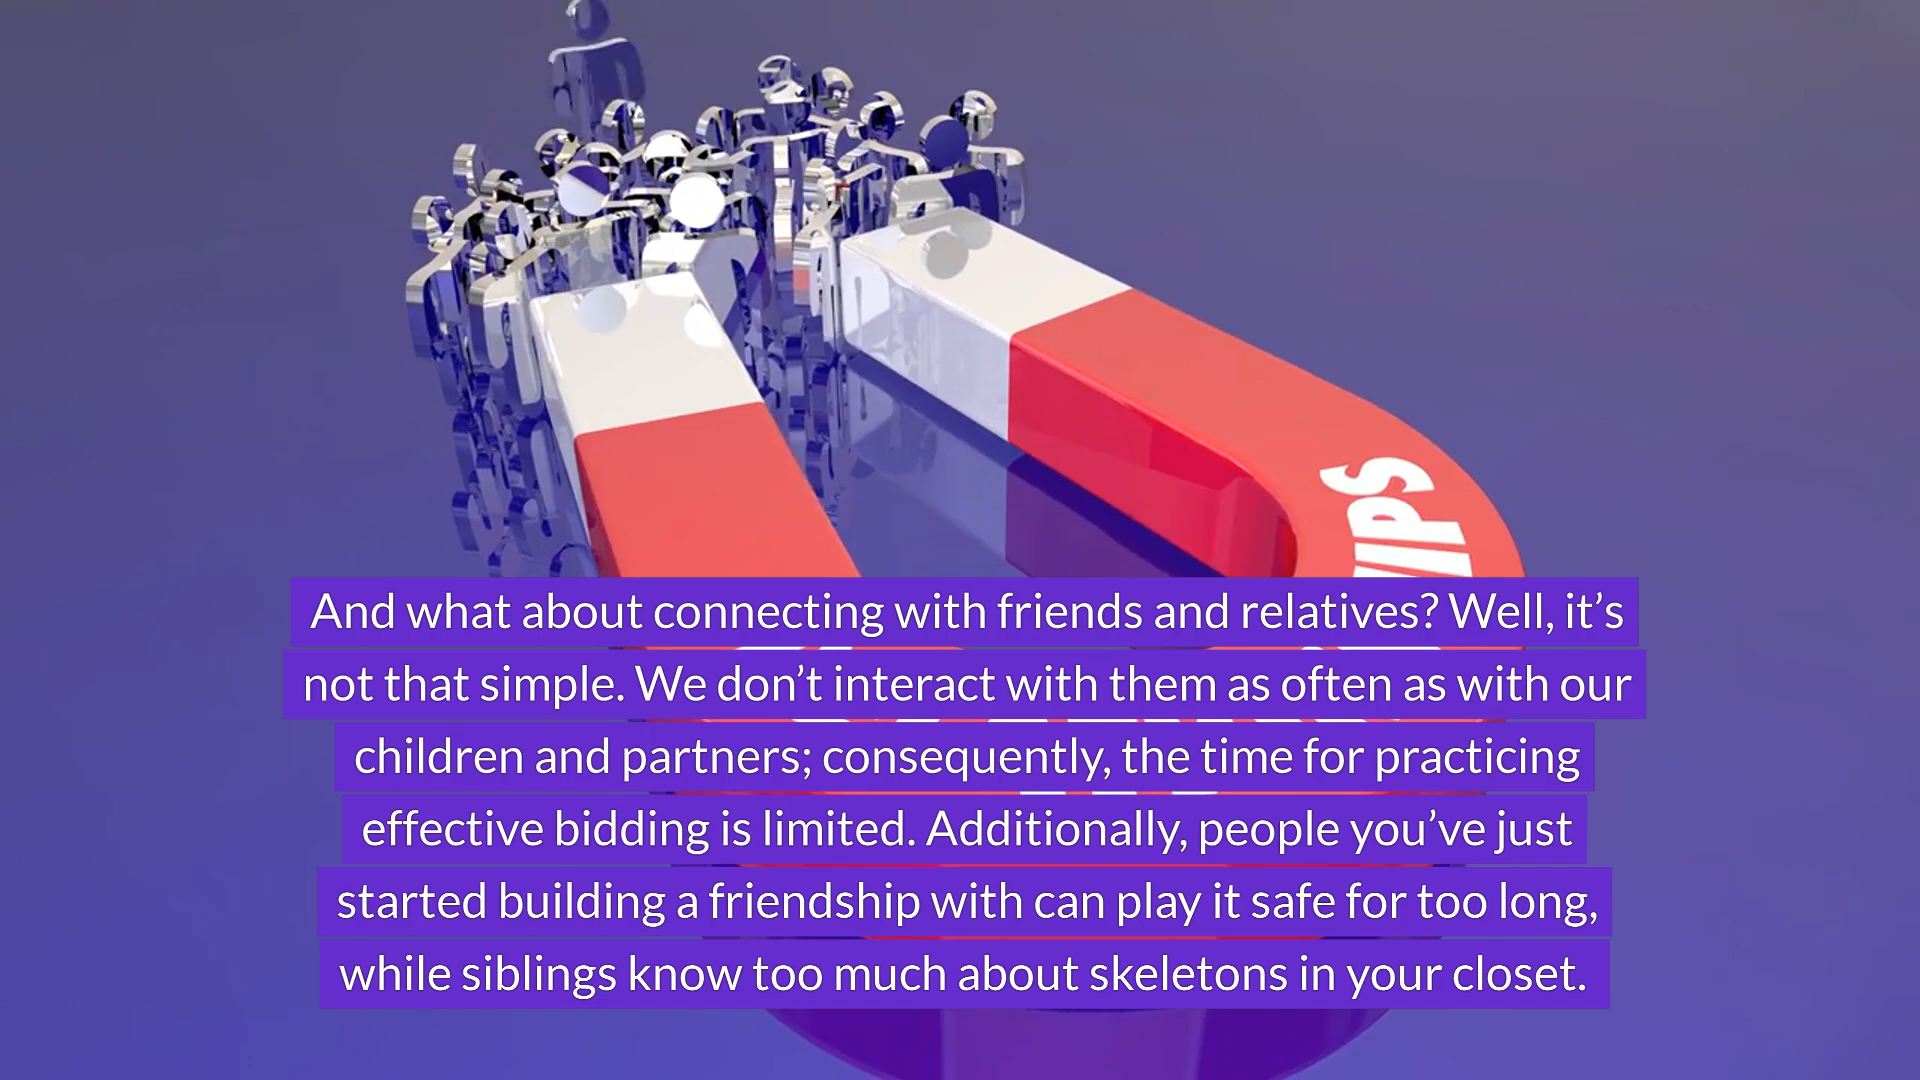 IPS
And what about connecting with friends and relatives? Well, it’s
not that simple. We don’t interact with them as often as with our
children and partners; consequently, the time for practicing
effective bidding is limited. Additionally, people you’ve just
started building a friendship with can play it safe for too long,
while siblings know too much about skeletons in your closet.